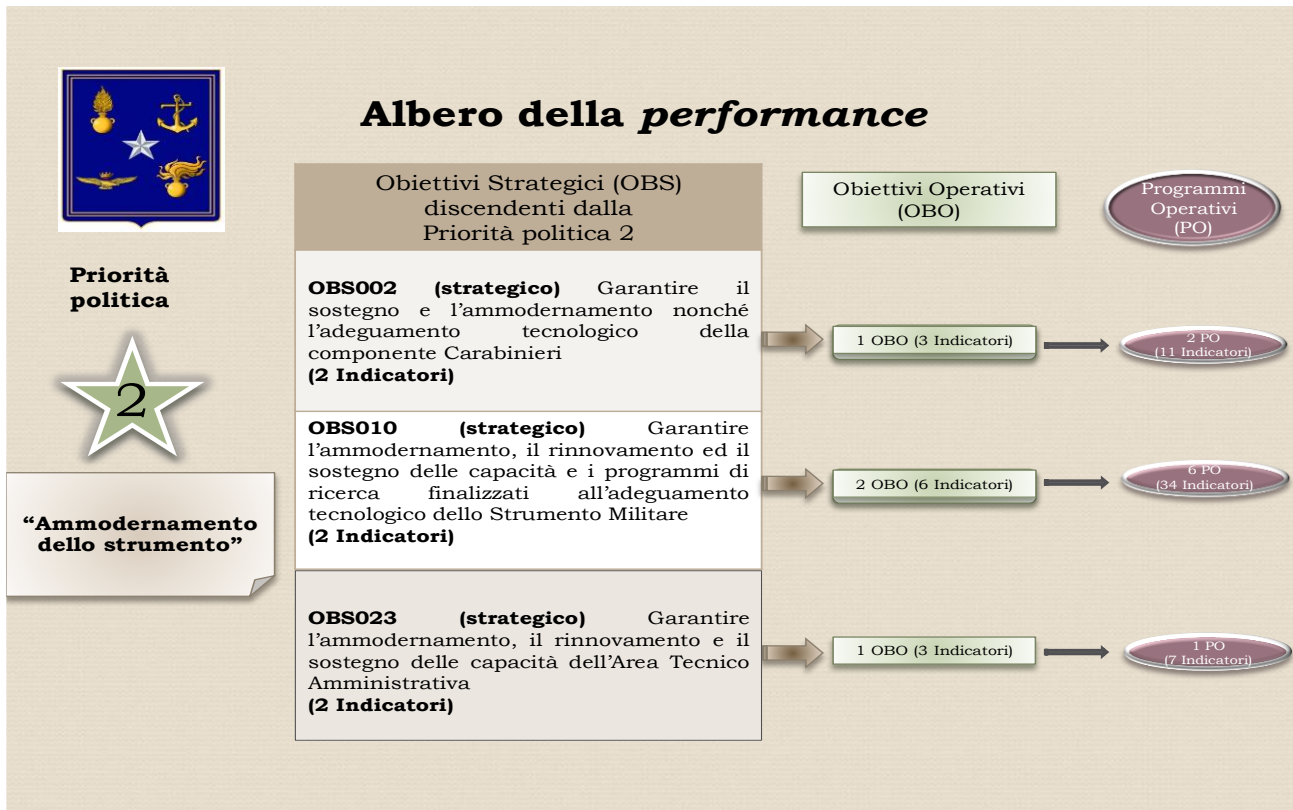 Albero della performance
Priorità
politica
2
“Ammodernamento
dello strumento”
Obiettivi Strategici (OBS)
discendenti dalla
Priorità politica 2
Obiettivi Operativi
(OBO)
Programmi
Operativi
(PO)
OBS002 (strategico) Garantire il
sostegno e l’ammodernamento nonché
l’adeguamento tecnologico della
componente Carabinieri
(2 Indicatori)
1 OBO (3 Indicatori)
2 PO
(11 Indicatori)
OBS010 (strategico) Garantire
l’ammodernamento, il rinnovamento ed il
sostegno delle capacità e i programmi di
ricerca finalizzati all’adeguamento
tecnologico dello Strumento Militare
(2 Indicatori)
2 OBO (6 Indicatori)
6 PO
(34 Indicatori)
OBS023 (strategico) Garantire
l’ammodernamento, il rinnovamento e il
sostegno delle capacità dell’Area Tecnico
Amministrativa
(2 Indicatori)
1 OBO (3 Indicatori)
1 PO
(7 Indicatori)